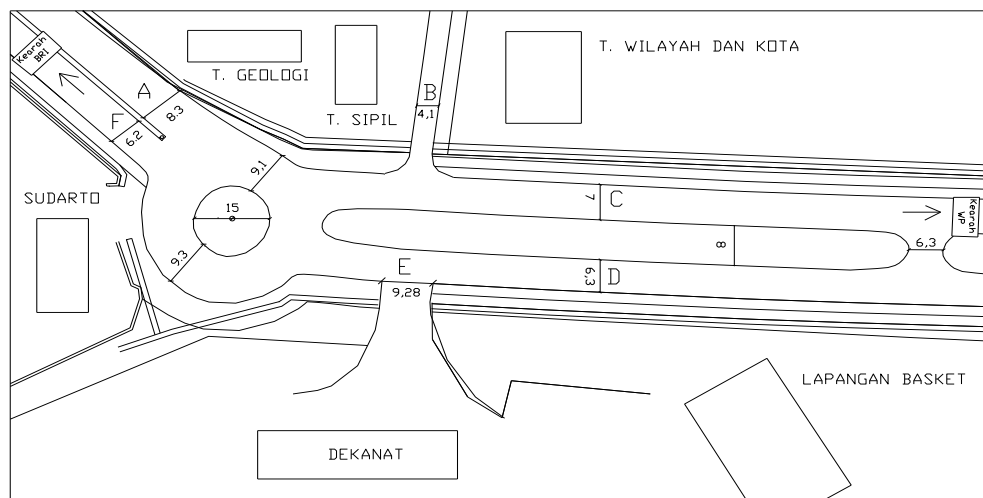 Kearah
BRI
A
F
8.3
6.2
T. GEOLOGI
T. SIPIL
B
4,1
T. WILAYAH DAN KOTA
9,1
SUDARTO
15
9.3
7
C
8
Kearah
WP
6,3
E
9,28
6.3
D
LAPANGAN BASKET
DEKANAT